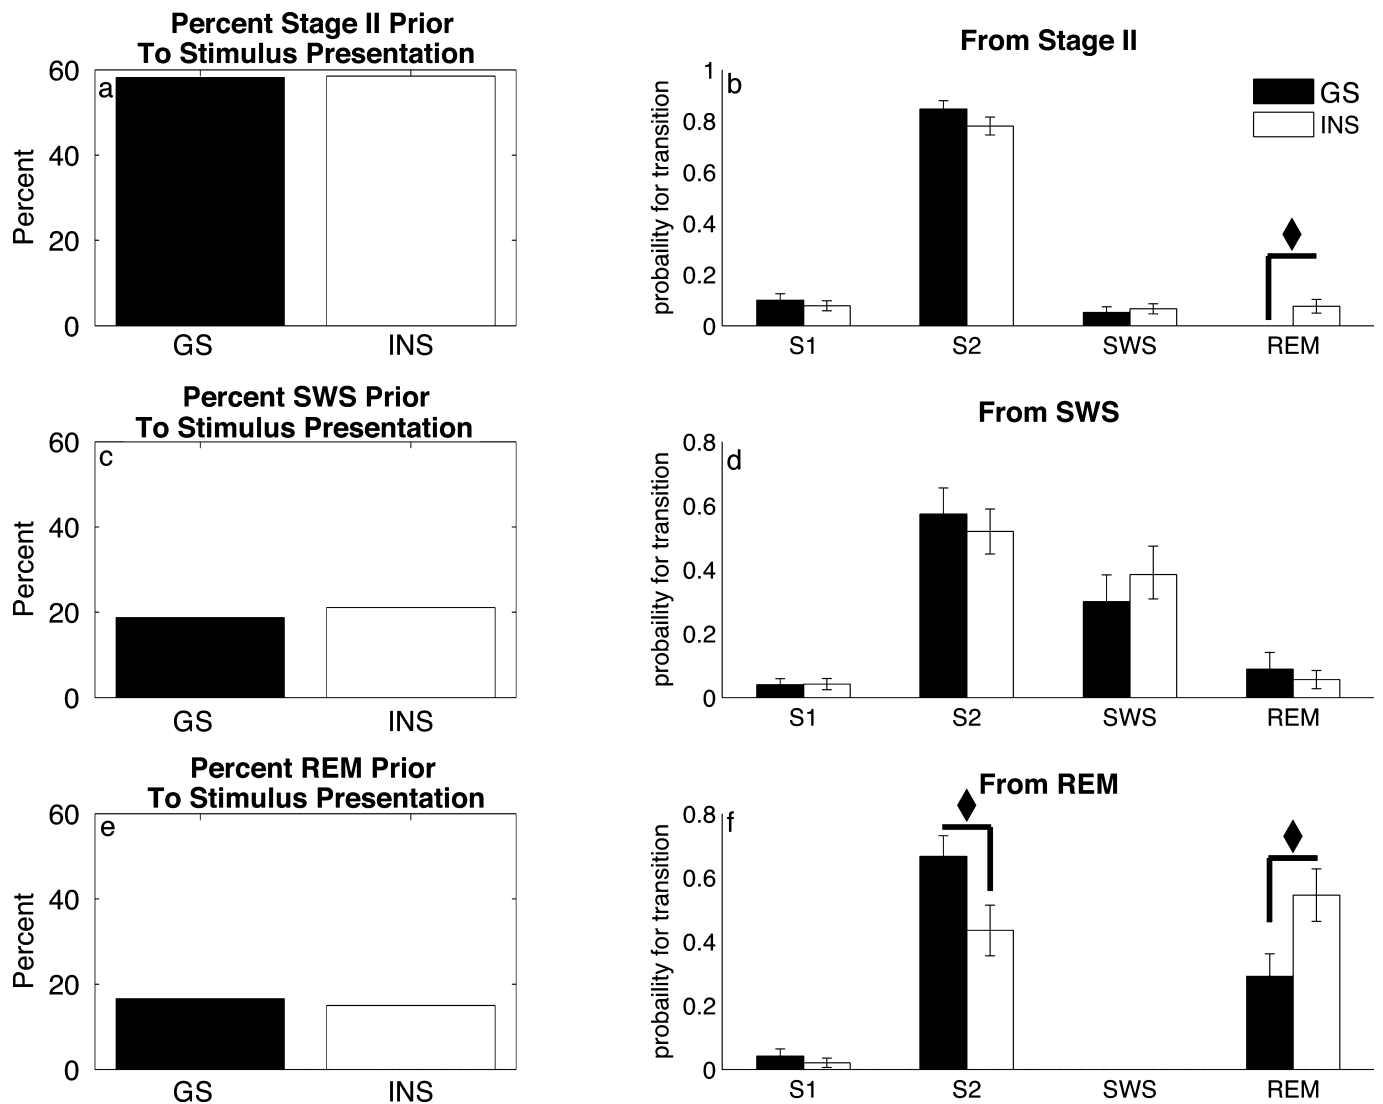 Percent Stage II Prior
To Stimulus Presentation
a
60
40
20
0
Percent
GS INS
From Stage II
b
1
0.8
0.6
0.4
0.2
0
probaility for transition
GS
INS
S1 S2 SWS REM
Percent SWS Prior
To Stimulus Presentation
c
60
40
20
0
Percent
GS INS
From SWS
d
0.8
0.6
0.4
0.2
0
probaility for transition
S1 S2 SWS REM
Percent REM Prior
To Stimulus Presentation
e
60
40
20
0
Percent
GS INS
From REM
f
0.8
0.6
0.4
0.2
0
probaility for transition
S1 S2 SWS REM